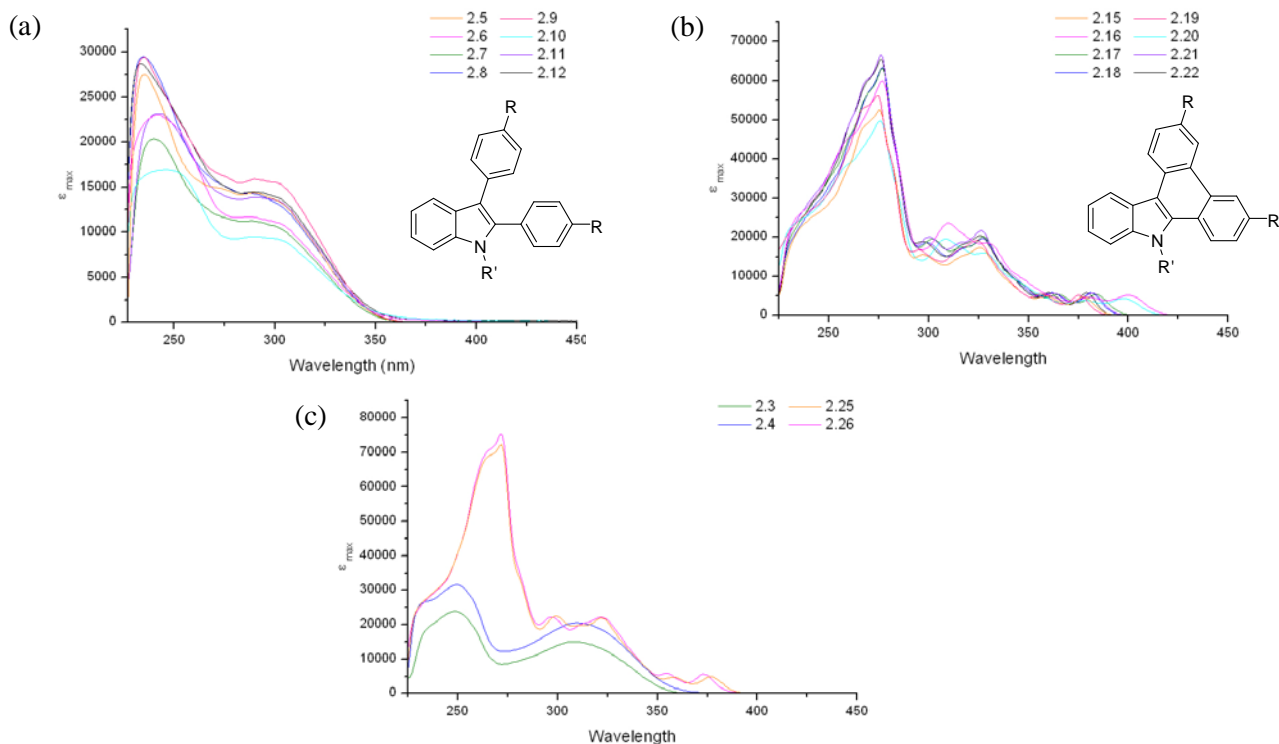 (a)
2.5 2.9
2.6 2.10
2.7 2.11
2.8 2.12
30000
25000
20000
15000
10000
5000
0
ε max
250 300 350 400 450
Wavelength (nm)
R
R
N
R'
(b)
2.15 2.19
2.16 2.20
2.17 2.21
2.18 2.22
70000
60000
50000
40000
30000
20000
10000
0
ε max
250 300 350 400 450
Wavelength
R
R
N
R'
(c)
2.3 2.25
2.4 2.26
80000
70000
60000
50000
40000
30000
20000
10000
0
ε max
250 300 350 400 450
Wavelength